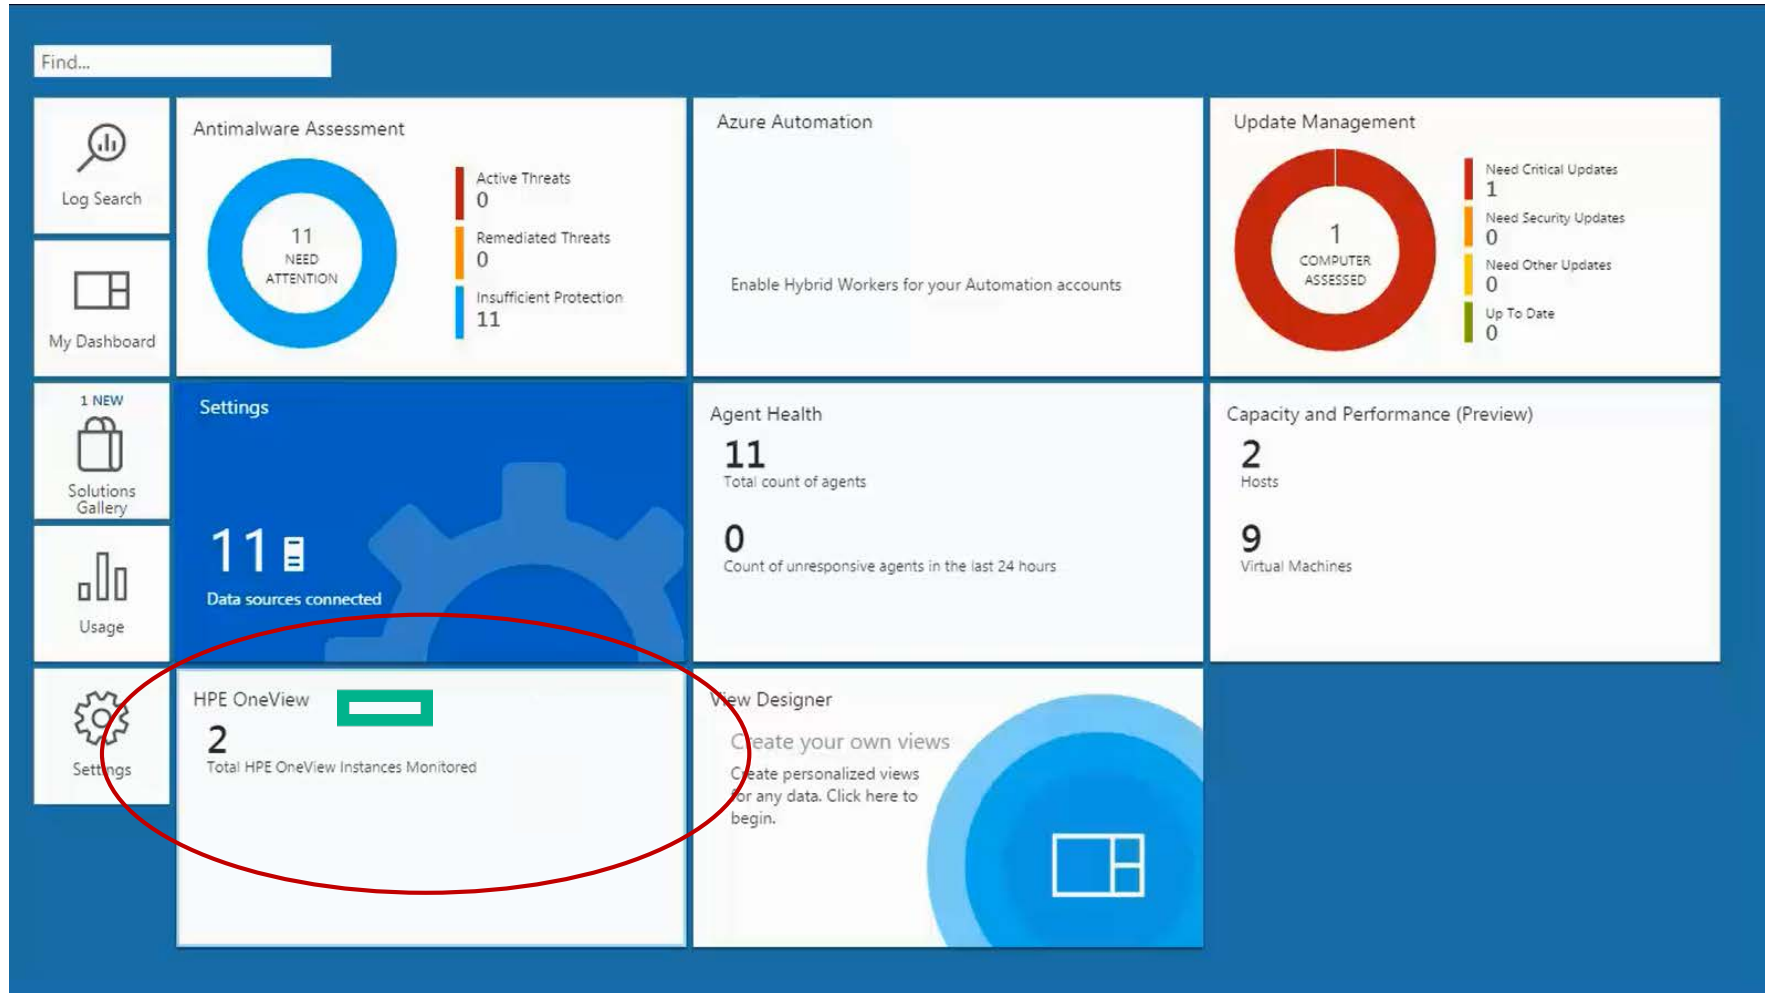 Find...
Log Search
My Dashboard
1 NEW
Solutions
Gallery
Usage
Settings
Antimalware Assessment
11
NEED
ATTENTION
Active Threats
0
Remediated Threats
0
Insufficient Protection
11
Azure Automation
Enable Hybrid Workers for your Automation accounts
Update Management
1
COMPUTER
ASSESSED
Need Critical Updates
1
Need Security Updates
0
Need Other Updates
0
Up To Date
0
Settings
11
Data sources connected
Agent Health
11
Total count of agents
0
Count of unresponsive agents in the last 24 hours
Capacity and Performance (Preview)
2
Hosts
9
Virtual Machines
HPE OneView
2
Total HPE OneView Instances Monitored
View Designer
Create your own views
Create personalized views
for any data. Click here to
begin.